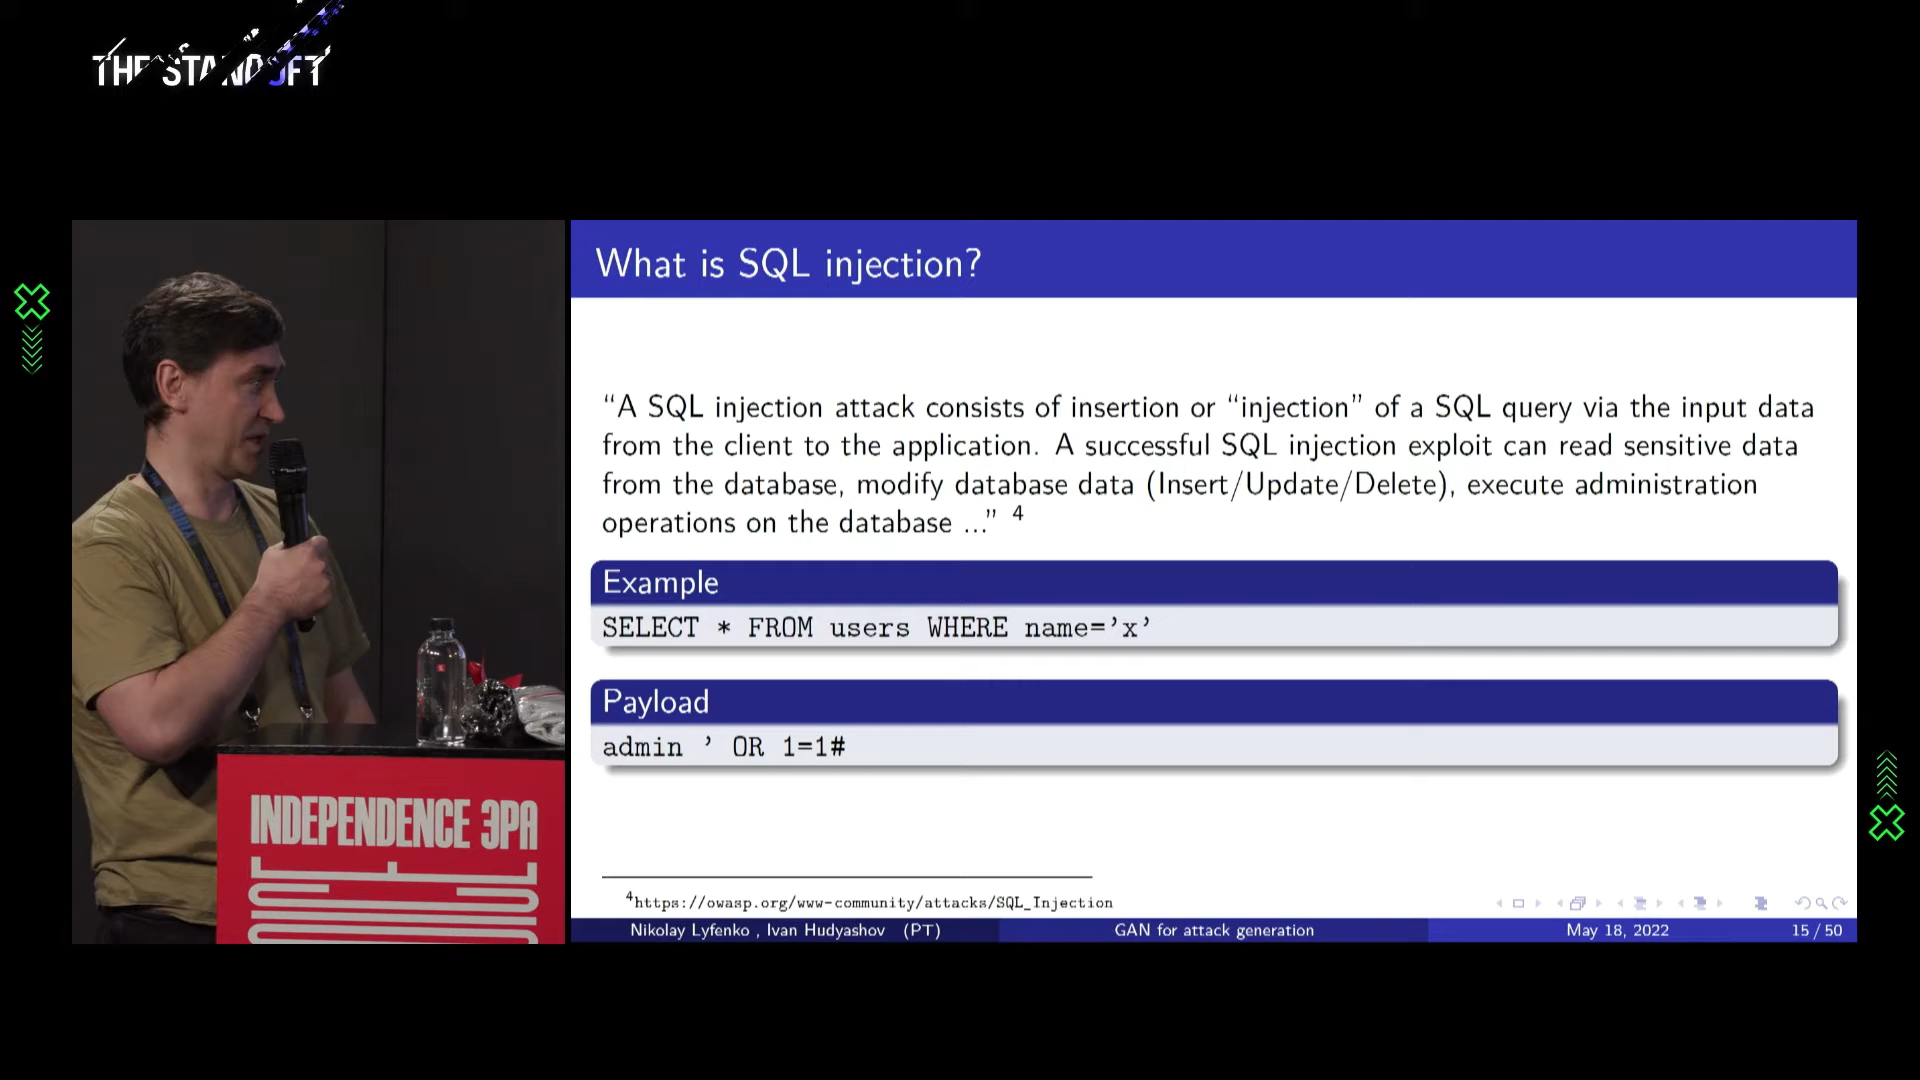 THE STANDOFF
What is SQL injection?
“A SQL injection attack consists of insertion or “injection” of a SQL query via the input data
from the client to the application. A successful SQL injection exploit can read sensitive data
from the database, modify database data (Insert/Update/Delete), execute administration
operations on the database ...” 4
Example
SELECT * FROM users WHERE name=’x’
Payload
admin ’ OR 1=1#
INDEPENDENCE ЭРА
4https://owasp.org/www-community/attacks/SQL_Injection
Nikolay Lyfenko , Ivan Hudyashov (PT) GAN for attack generation May 18, 2022 15 / 50